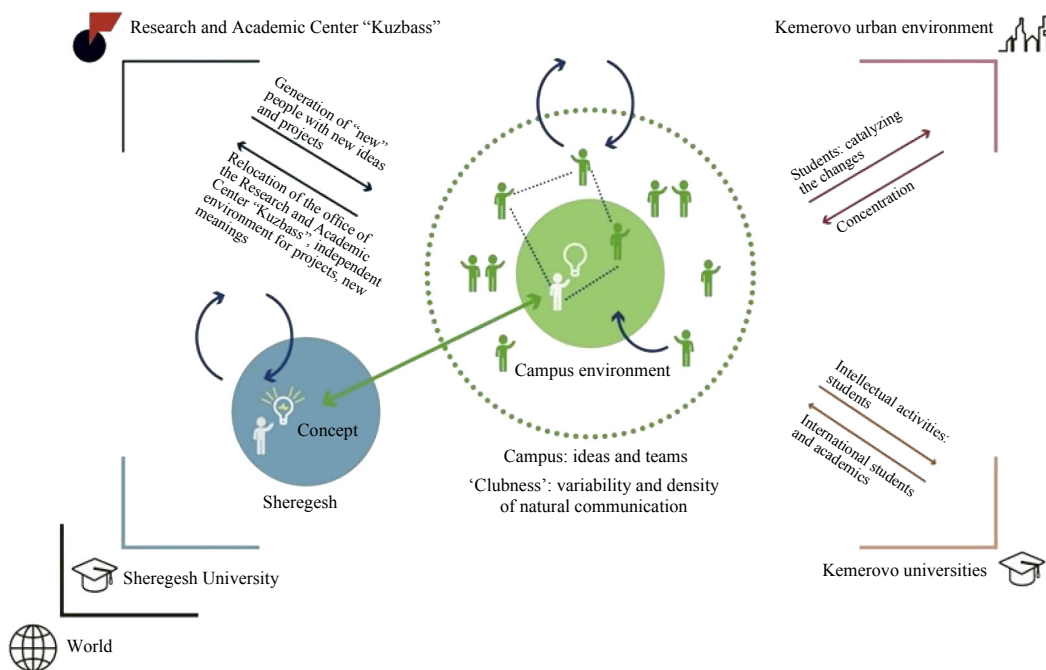 Research and Academic Center “Kuzbass”
Kemerovo urban environment
Generation of “new”
people with new ideas
and projects
Relocation of the office of
the Research and Academic
Center “Kuzbass”, independent
environment for projects, new
meanings
Students: catalyzing
the changes
Concentration
Campus environment
Intellectual activities:
students
International students
and academics
Concept
Sheregesh
Campus: ideas and teams
‘Clubness’: variability and density
of natural communication
Sheregesh University
Kemerovo universities
World